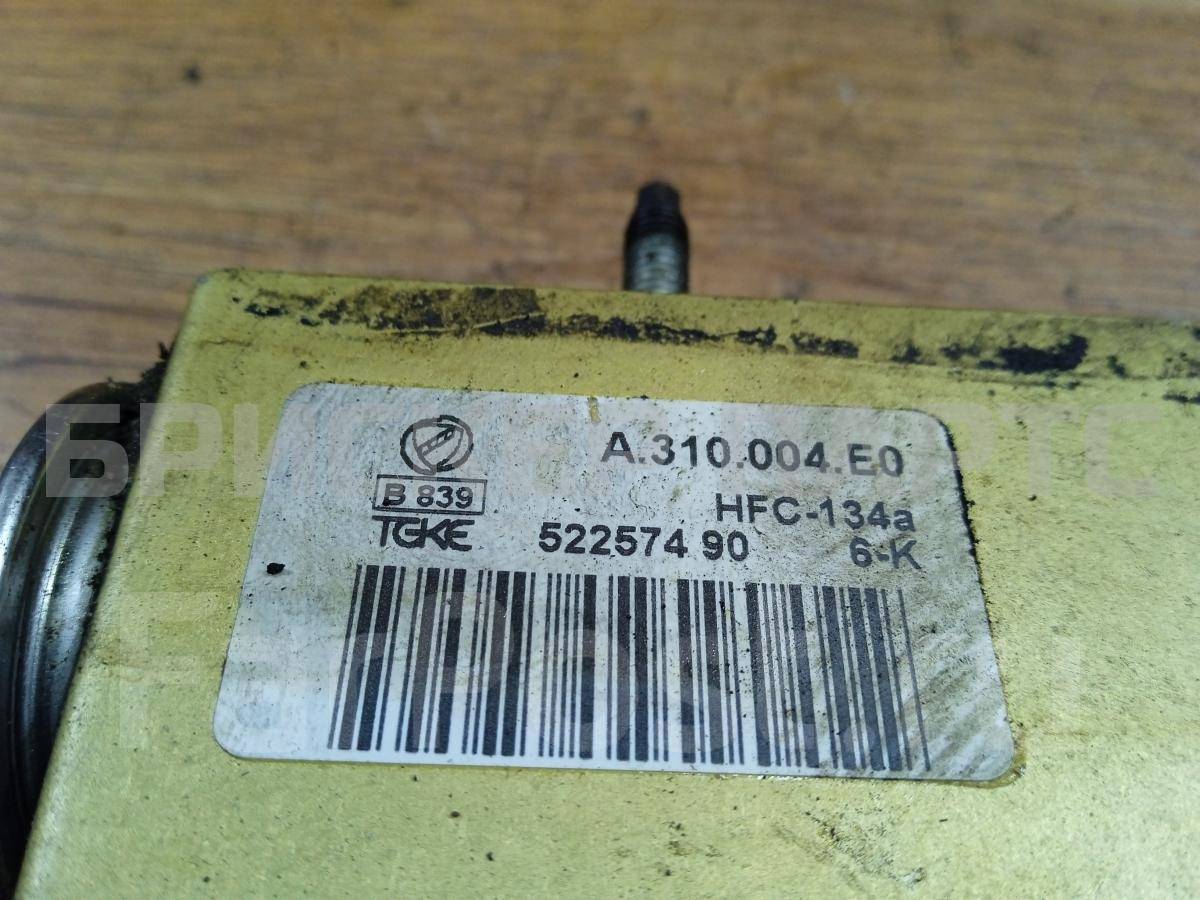 A.310.004.E0
B 839
HFC-134a
TGKE
522574 90
6-K